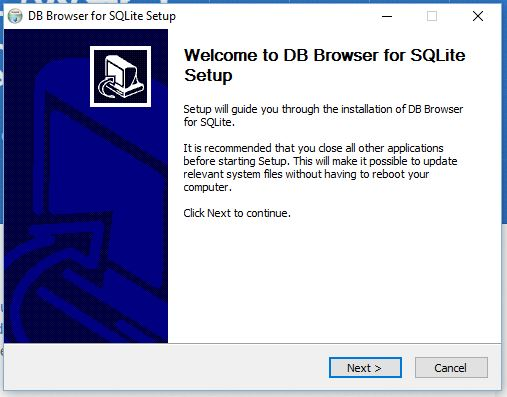 DB Browser for SQLite Setup
Welcome to DB Browser for SQLite
Setup
Setup will guide you through the installation of DB Browser
for SQLite.
It is recommended that you close all other applications
before starting Setup. This will make it possible to update
relevant system files without having to reboot your
computer.
Click Next to continue.
Next >
Cancel